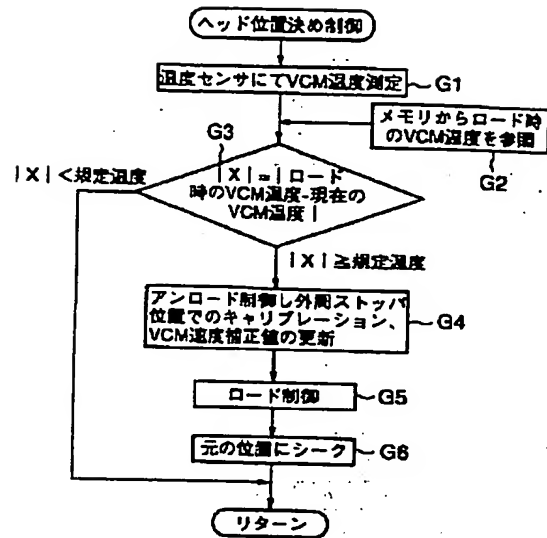 ヘッド位置決め制御
温度センサにてVCM温度測定
G1
メモリからロード時
のVCM温度を参照
G2
G3
|X|=|ロード
時のVCM温度-現在の
VCM温度|
|X|<規定温度
|X|≧規定温度
アンロード制御し外周ストッパ
位置でのキャリブレーション、
VCM速度補正値の更新
G4
ロード制御
G5
元の位置にシーク
G6
リターン